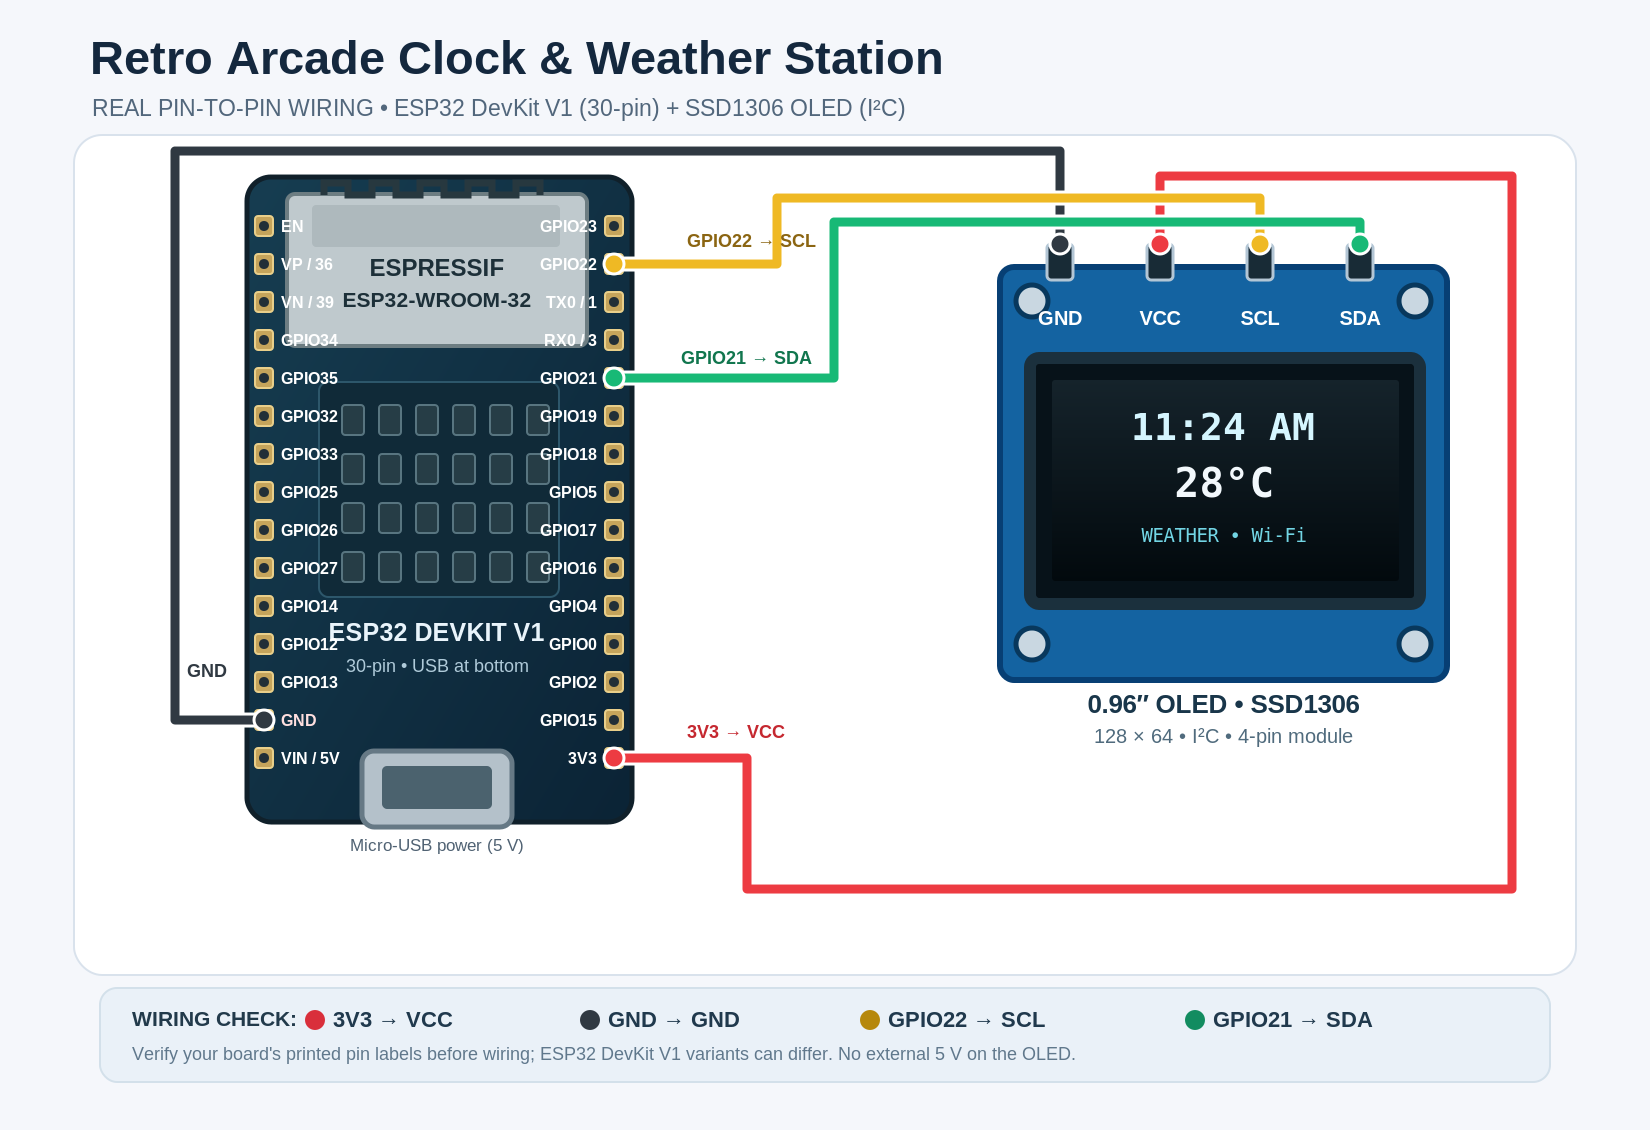 Retro Arcade Clock & Weather Station
REAL PIN-TO-PIN WIRING • ESP32 DevKit V1 (30-pin) + SSD1306 OLED (I²C)
EN
VP / 36
VN / 39
GPIO34
GPIO35
GPIO32
GPIO33
GPIO25
GPIO26
GPIO27
GPIO14
GPIO12
GPIO13
GND
VIN / 5V
GND
ESPRESSIF
ESP32-WROOM-32
ESP32 DEVKIT V1
30-pin • USB at bottom
Micro-USB power (5 V)
GPIO23
GPIO22
TX0 / 1
RX0 / 3
GPIO21
GPIO19
GPIO18
GPIO5
GPIO17
GPIO16
GPIO4
GPIO0
GPIO2
GPIO15
3V3
GPIO22 → SCL
GPIO21 → SDA
3V3 → VCC
GND VCC SCL SDA
11:24 AM
28°C
WEATHER • Wi-Fi
0.96″ OLED • SSD1306
128 × 64 • I²C • 4-pin module
WIRING CHECK: 3V3 → VCC GND → GND GPIO22 → SCL GPIO21 → SDA
Verify your board's printed pin labels before wiring; ESP32 DevKit V1 variants can differ. No external 5 V on the OLED.